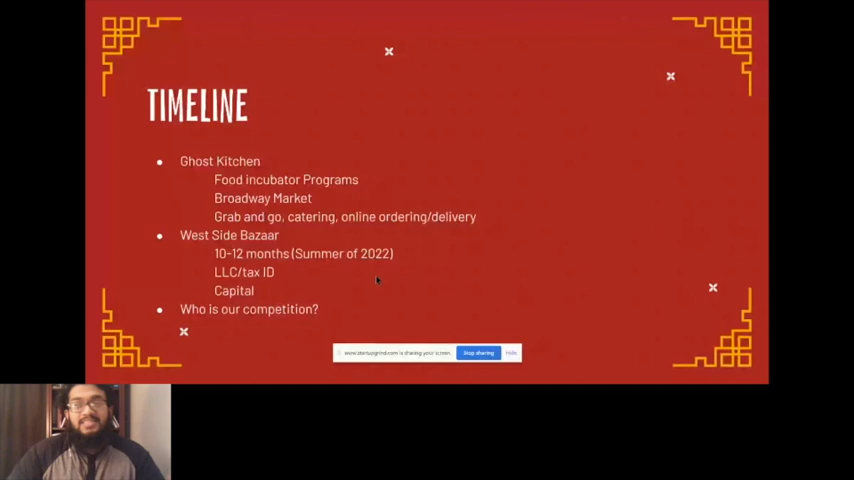 TIMELINE
Ghost Kitchen
Food incubator Programs
Broadway Market
Grab and go, catering, online ordering/delivery
West Side Bazaar
10-12 months (Summer of 2022)
LLC/tax ID
Capital
Who is our competition?
www.startupgrind.com is sharing your screen. Stop sharing Hide